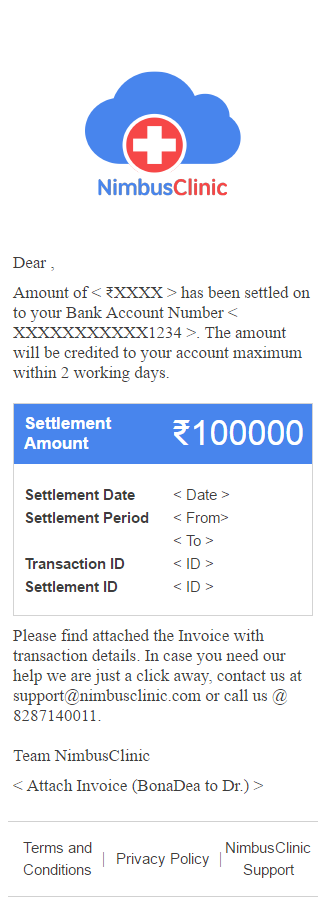 NimbusClinic
Dear ,
Amount of < ₹XXXX > has been settled on
to your Bank Account Number <
XXXXXXXXXXX1234 >. The amount
will be credited to your account maximum
within 2 working days.
Settlement Amount ₹100000
Settlement Date < Date >
Settlement Period < From>
< To >
Transaction ID < ID >
Settlement ID < ID >
Please find attached the Invoice with
transaction details. In case you need our
help we are just a click away, contact us at
support@nimbusclinic.com or call us @
8287140011.
Team NimbusClinic
< Attach Invoice (BonaDea to Dr.) >
Terms and Conditions | Privacy Policy | NimbusClinic Support